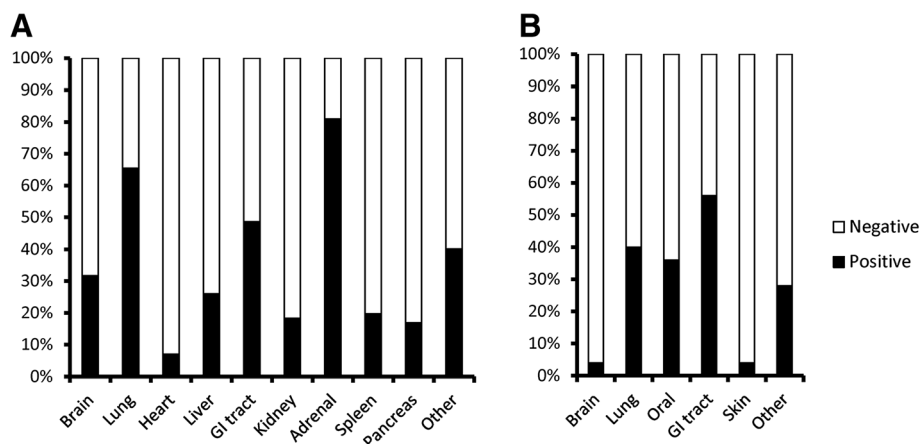 A
100%
90%
80%
70%
60%
50%
40%
30%
20%
10%
0%
Brain
Lung
Heart
Liver
GI tract
Kidney
Adrenal
Spleen
Pancreas
Other
B
100%
90%
80%
70%
60%
50%
40%
30%
20%
10%
0%
Brain
Lung
Oral
GI tract
Skin
Other
Negative
Positive